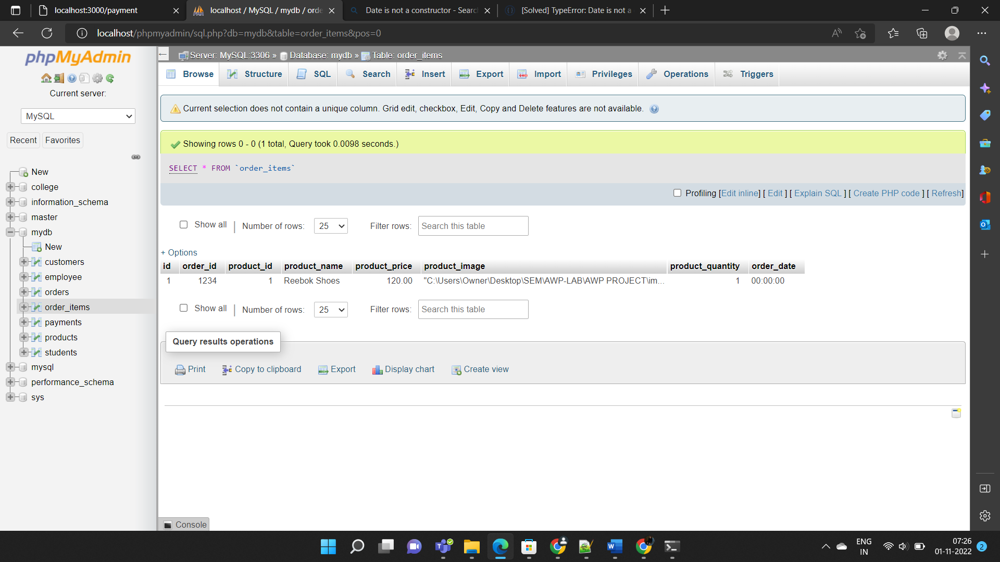 localhost:3000/payment
localhost / MySQL / mydb / orde
Date is not a constructor - Searc
[Solved] TypeError: Date is not a
localhost/phpmyadmin/sql.php?db=mydb&table=order_items&pos=0
phpMyAdmin
Current server:
MySQL
Recent Favorites
New
college
information_schema
master
mydb
New
customers
employee
orders
order_items
payments
products
students
mysql
performance_schema
sys
Server: MySQL:3306 » Database: mydb » Table: order_items
Browse Structure SQL Search Insert Export Import Privileges Operations Triggers
Current selection does not contain a unique column. Grid edit, checkbox, Edit, Copy and Delete features are not available.
Showing rows 0 - 0 (1 total, Query took 0.0098 seconds.)
SELECT * FROM `order_items`
Profiling [Edit inline] [ Edit ] [ Explain SQL ] [ Create PHP code ] [ Refresh]
Show all | Number of rows: 25 Filter rows: Search this table
+ Options
id order_id product_id product_name product_price product_image product_quantity order_date
1 1234 1 Reebok Shoes 120.00 "C:\Users\Owner\Desktop\SEM\AWP-LAB\AWP PROJECT\im... 1 00:00:00
Show all | Number of rows: 25 Filter rows: Search this table
Query results operations
Print Copy to clipboard Export Display chart Create view
Console
ENG
IN
07:26
01-11-2022
2